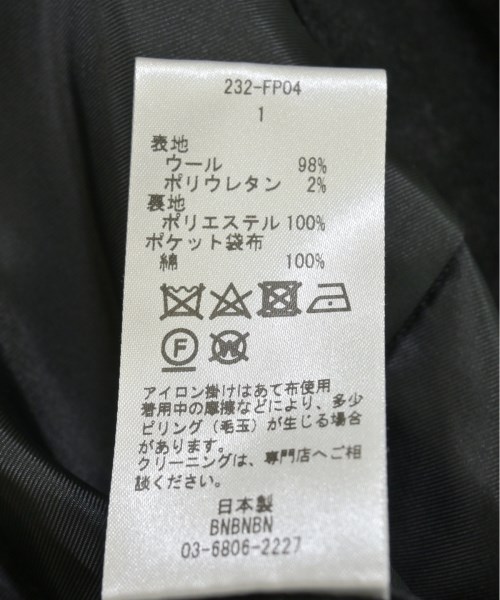 232-FP04
1
表地
ウール 98%
ポリウレタン 2%
裏地
ポリエステル 100%
ポケット袋布
綿 100%
F W
アイロン掛けはあて布使用
着用中の摩擦などにより、多少
ピリング(毛玉)が生じる場合
があります。
クリーニングは、専門店へご相
談ください。
日本製
BNBNBN
03-6806-2227